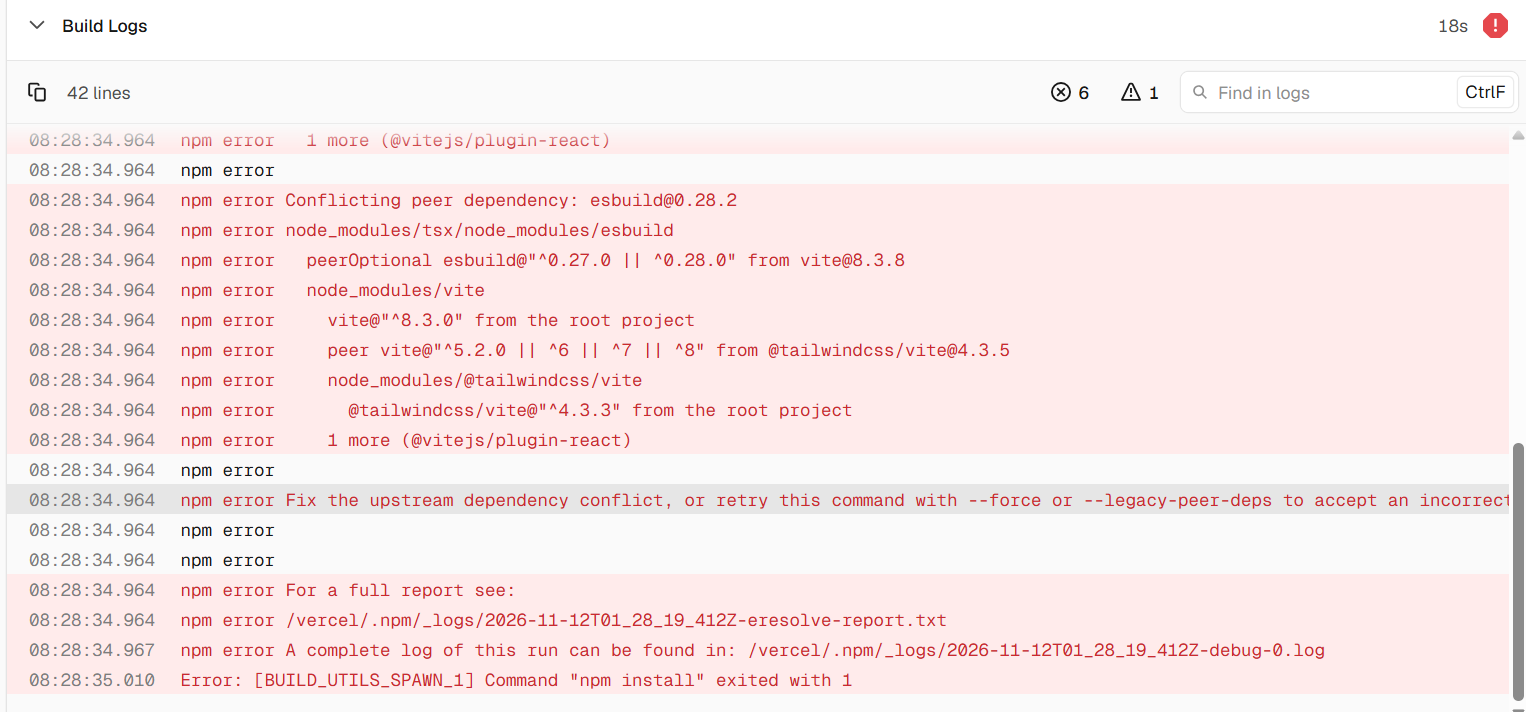 Build Logs
18s
42 lines
6
1
Find in logs
CtrlF
08:28:34.964 npm error   1 more (@vitejs/plugin-react)
08:28:34.964 npm error
08:28:34.964 npm error Conflicting peer dependency: esbuild@0.28.2
08:28:34.964 npm error node_modules/tsx/node_modules/esbuild
08:28:34.964 npm error   peerOptional esbuild@"^0.27.0 || ^0.28.0" from vite@8.3.8
08:28:34.964 npm error   node_modules/vite
08:28:34.964 npm error     vite@"^8.3.0" from the root project
08:28:34.964 npm error     peer vite@"^5.2.0 || ^6 || ^7 || ^8" from @tailwindcss/vite@4.3.5
08:28:34.964 npm error     node_modules/@tailwindcss/vite
08:28:34.964 npm error       @tailwindcss/vite@"^4.3.3" from the root project
08:28:34.964 npm error     1 more (@vitejs/plugin-react)
08:28:34.964 npm error
08:28:34.964 npm error Fix the upstream dependency conflict, or retry this command with --force or --legacy-peer-deps to accept an incorrect
08:28:34.964 npm error
08:28:34.964 npm error
08:28:34.964 npm error For a full report see:
08:28:34.964 npm error /vercel/.npm/_logs/2026-11-12T01_28_19_412Z-eresolve-report.txt
08:28:34.967 npm error A complete log of this run can be found in: /vercel/.npm/_logs/2026-11-12T01_28_19_412Z-debug-0.log
08:28:35.010 Error: [BUILD_UTILS_SPAWN_1] Command "npm install" exited with 1